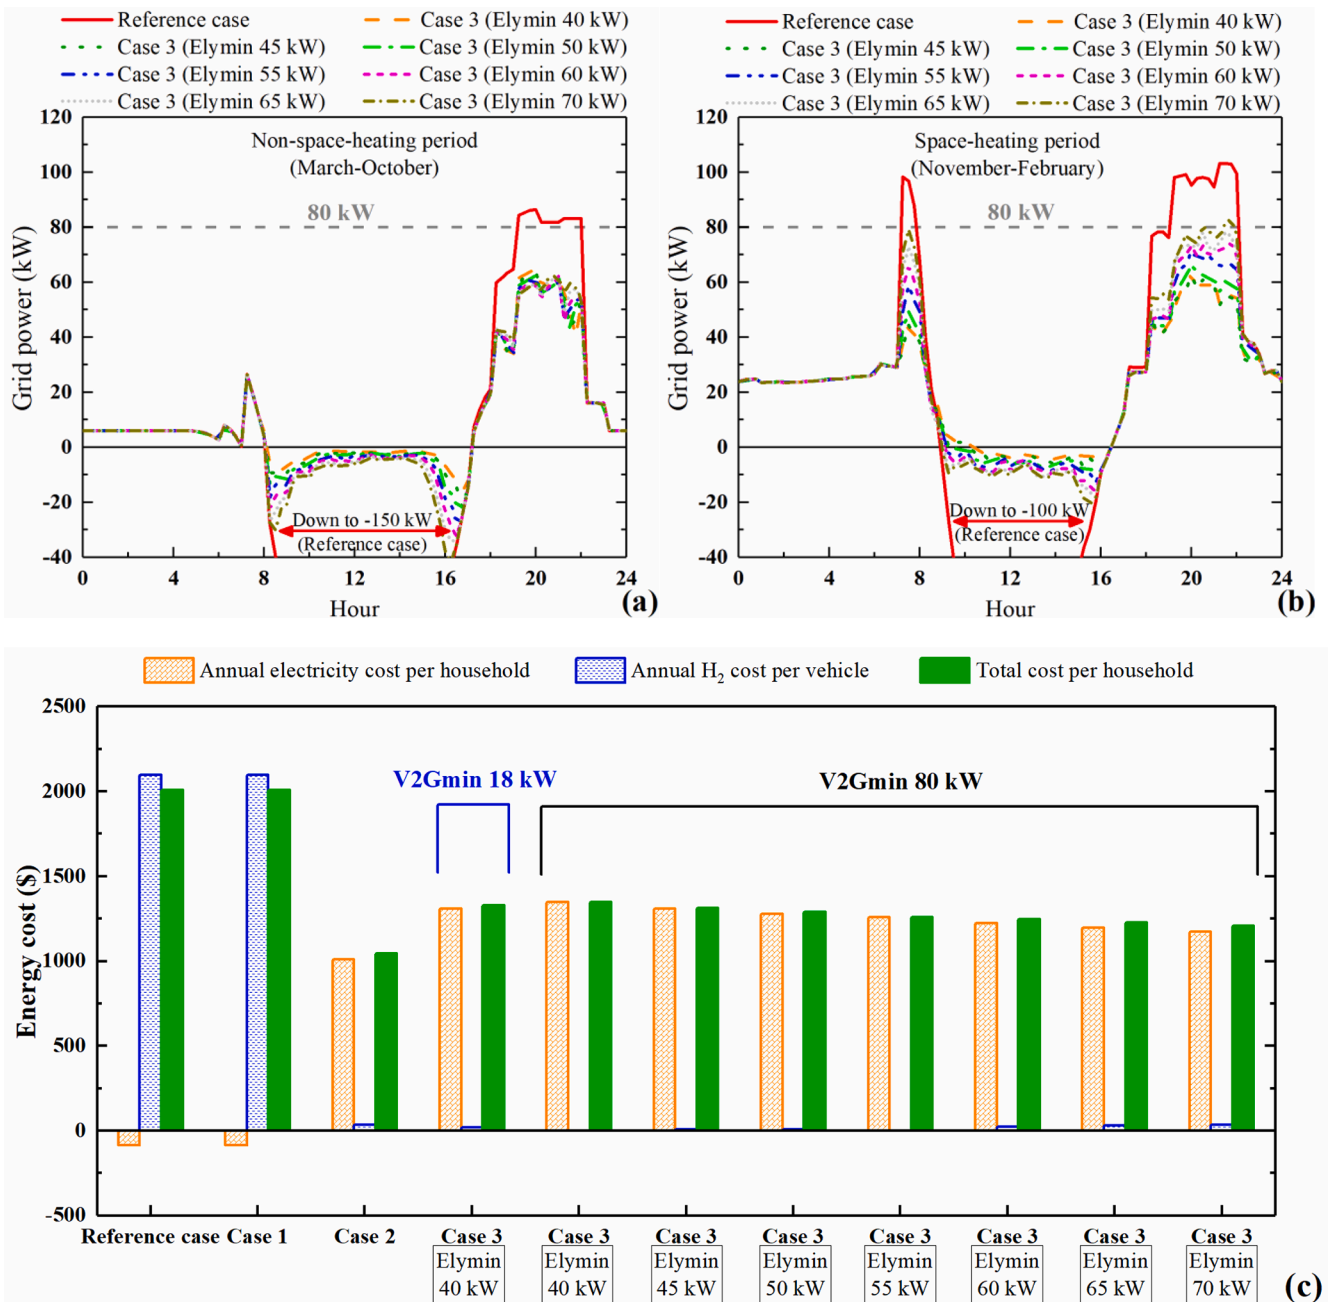 Reference case
Case 3 (Elymin 40 kW)
Case 3 (Elymin 45 kW)
Case 3 (Elymin 50 kW)
Case 3 (Elymin 55 kW)
Case 3 (Elymin 60 kW)
Case 3 (Elymin 65 kW)
Case 3 (Elymin 70 kW)
120
100
80
60
40
20
0
-20
-40
Grid power (kW)
Non-space-heating period
(March-October)
80 kW
Down to -150 kW
(Reference case)
0 4 8 12 16 20 24
Hour
(a)
Reference case
Case 3 (Elymin 40 kW)
Case 3 (Elymin 45 kW)
Case 3 (Elymin 50 kW)
Case 3 (Elymin 55 kW)
Case 3 (Elymin 60 kW)
Case 3 (Elymin 65 kW)
Case 3 (Elymin 70 kW)
120
100
80
60
40
20
0
-20
-40
Grid power (kW)
Space-heating period
(November-February)
80 kW
Down to -100 kW
(Reference case)
0 4 8 12 16 20 24
Hour
(b)
Annual electricity cost per household
Annual H₂ cost per vehicle
Total cost per household
2500
2000
1500
1000
500
0
-500
Energy cost ($)
V2Gmin 18 kW
V2Gmin 80 kW
Reference case Case 1 Case 2 Case 3 Case 3 Case 3 Case 3 Case 3 Case 3 Case 3 Case 3
Elymin Elymin Elymin Elymin Elymin Elymin Elymin Elymin
40 kW 40 kW 45 kW 50 kW 55 kW 60 kW 65 kW 70 kW
(c)